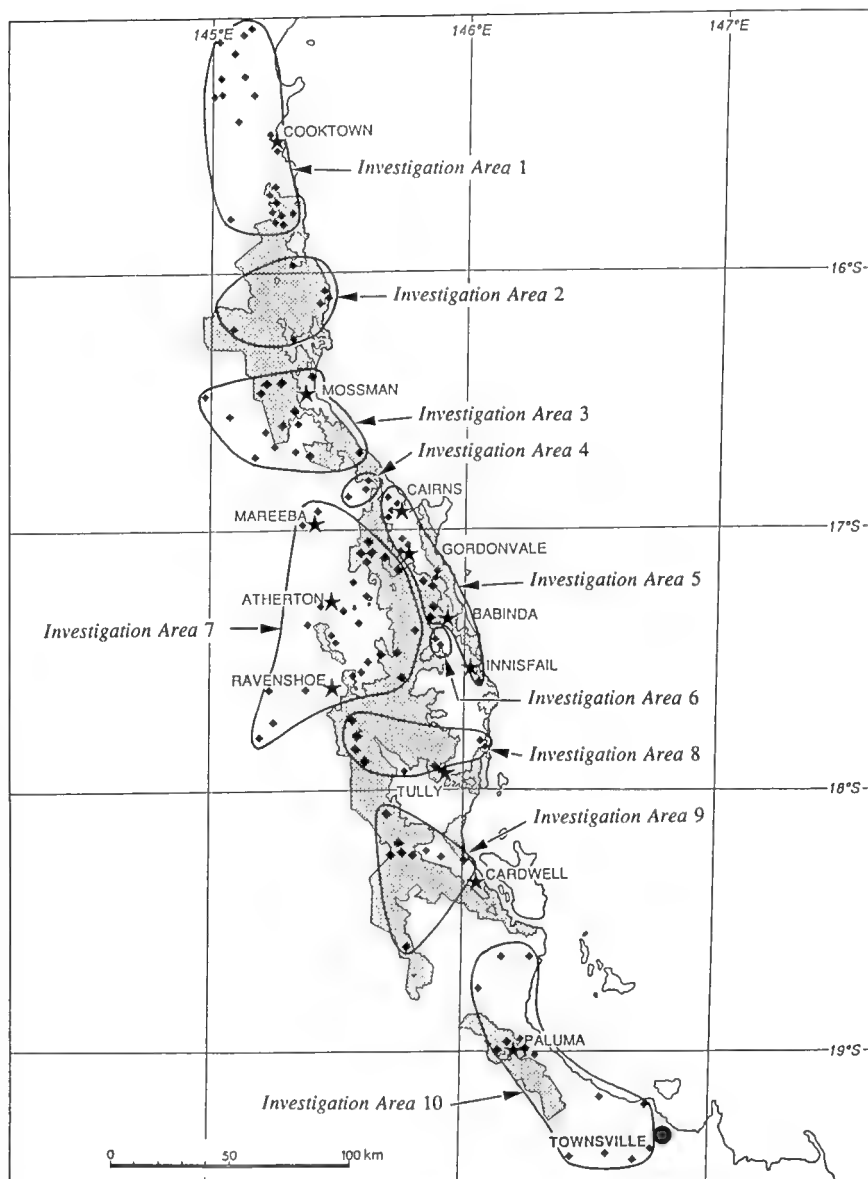 145°E 146°E 147°E
COOKTOWN
Investigation Area 1
16°S
Investigation Area 2
MOSSMAN
Investigation Area 3
Investigation Area 4
CAIRNS
MAREEBA
17°S
GORDONVALE
Investigation Area 5
ATHERTON
BABINDA
Investigation Area 7
INNISFAIL
RAVENSHOE
Investigation Area 6
Investigation Area 8
TULLY
18°S
Investigation Area 9
CARDWELL
PALUMA
19°S
Investigation Area 10
TOWNSVILLE
0 50 100 km